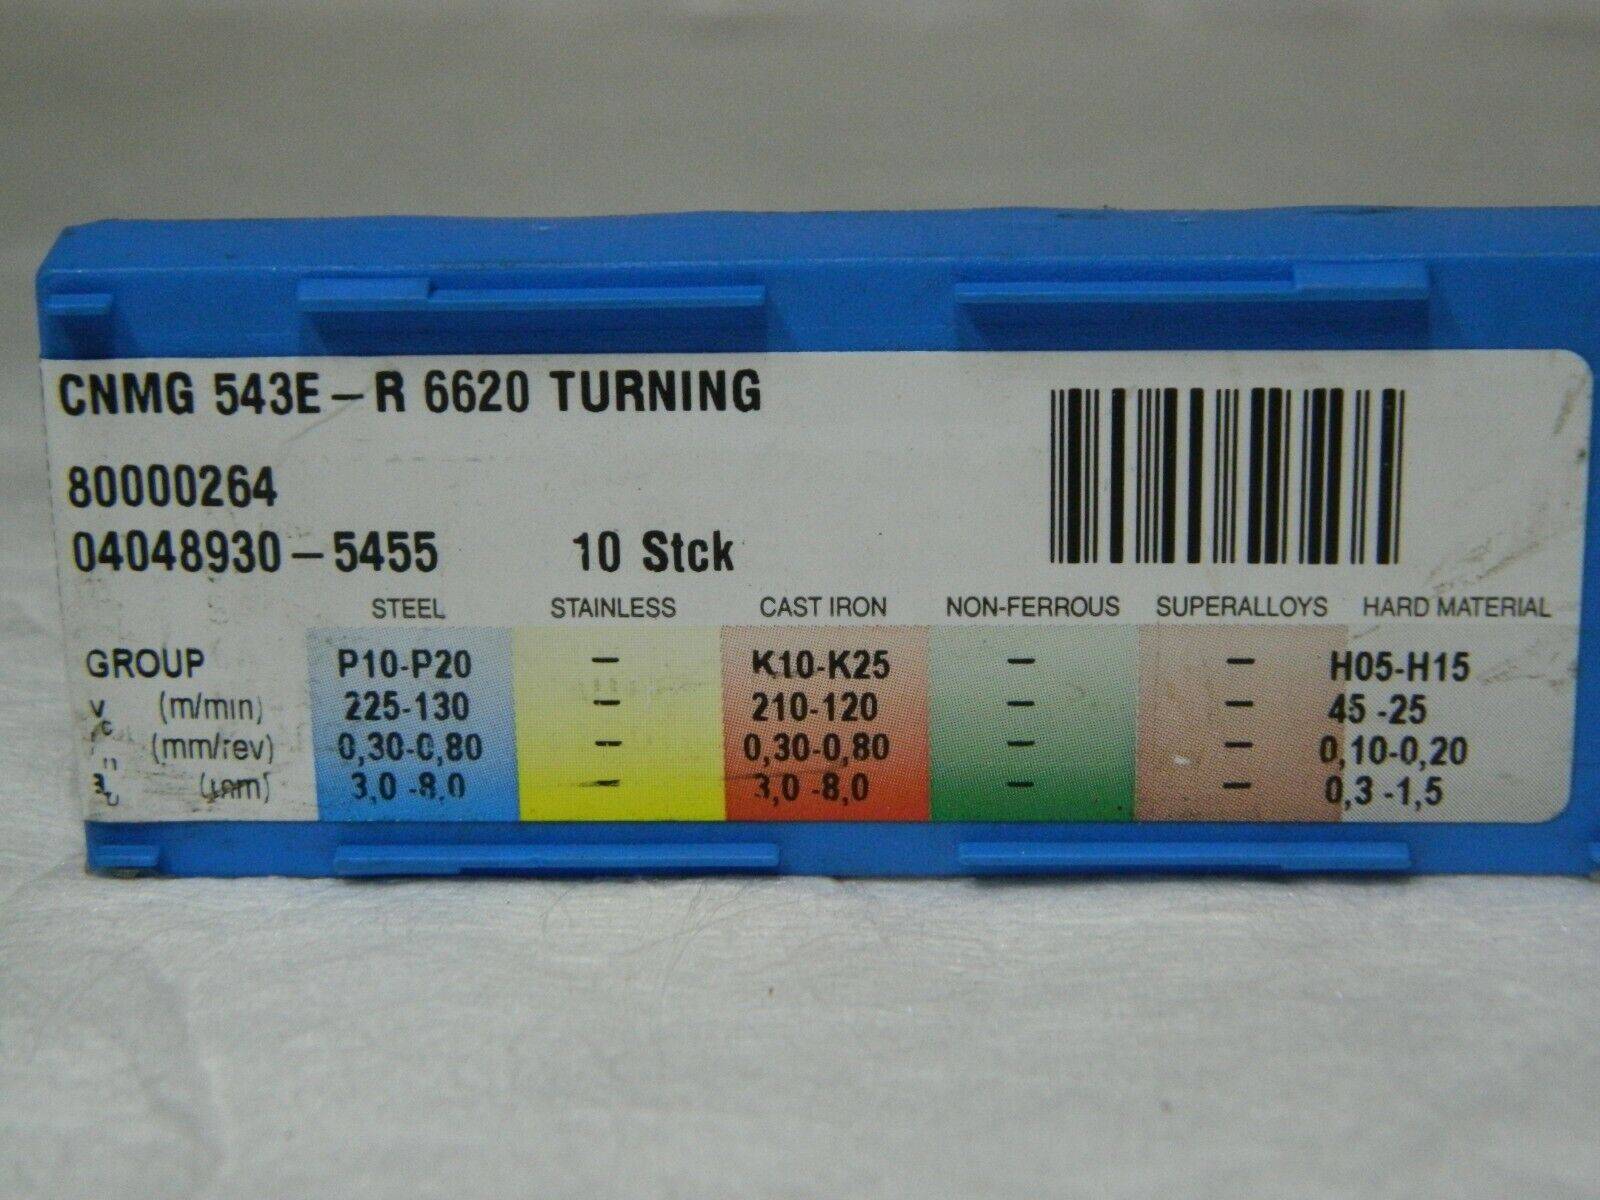 CNMG 543E-R 6620 TURNING
80000264
04048930-5455 10 Stck
STEEL STAINLESS CAST IRON NON-FERROUS SUPERALLOYS HARD MATERIAL
GROUP P10-P20 - K10-K25 - - H05-H15
(m/min) 225-130 - 210-120 - - 45 -25
(mm/rev) 0,30-0,80 - 0,30-0,80 - - 0,10-0,20
3,0 -8,0 - 3,0 -8,0 - - 0,3 -1,5